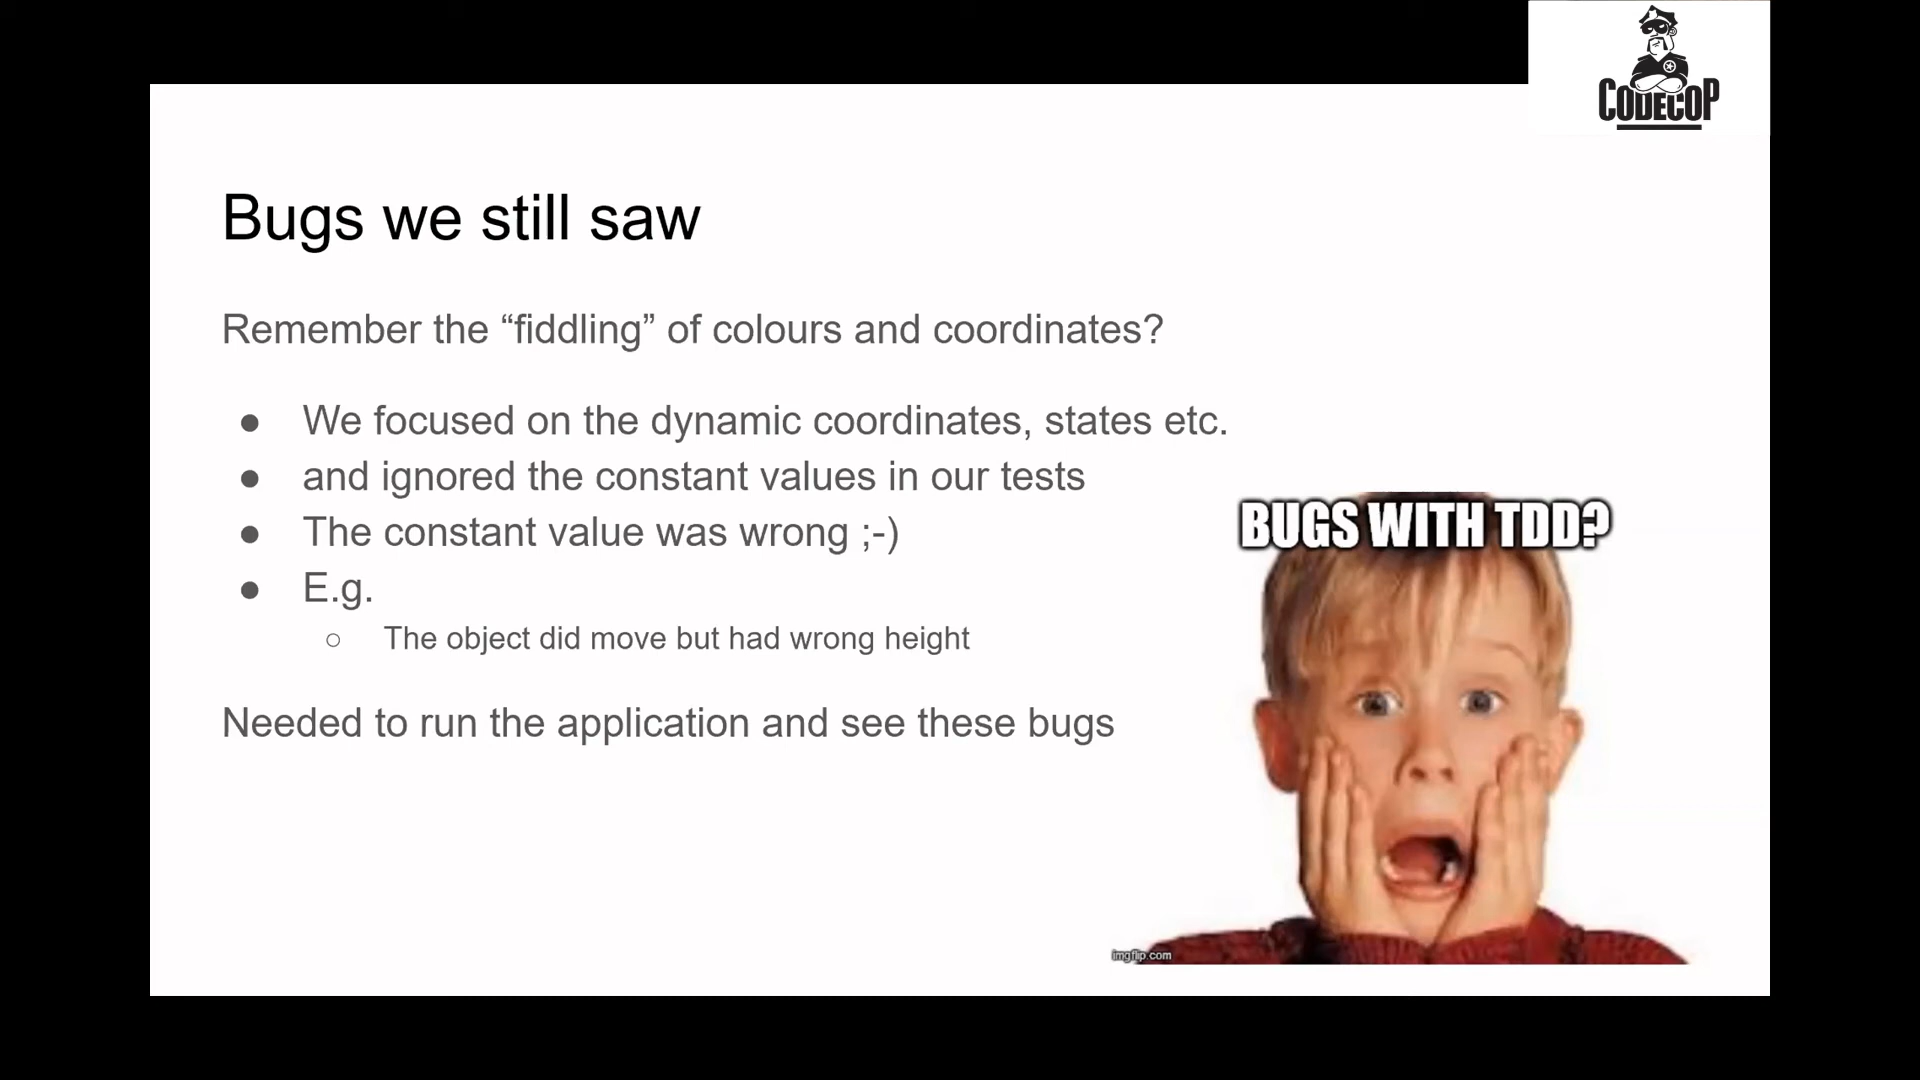 CODECOP
Bugs we still saw
Remember the “fiddling” of colours and coordinates?
● We focused on the dynamic coordinates, states etc.
● and ignored the constant values in our tests
● The constant value was wrong ;-)
● E.g.
○ The object did move but had wrong height
Needed to run the application and see these bugs
BUGS WITH TDD?
imgflip.com